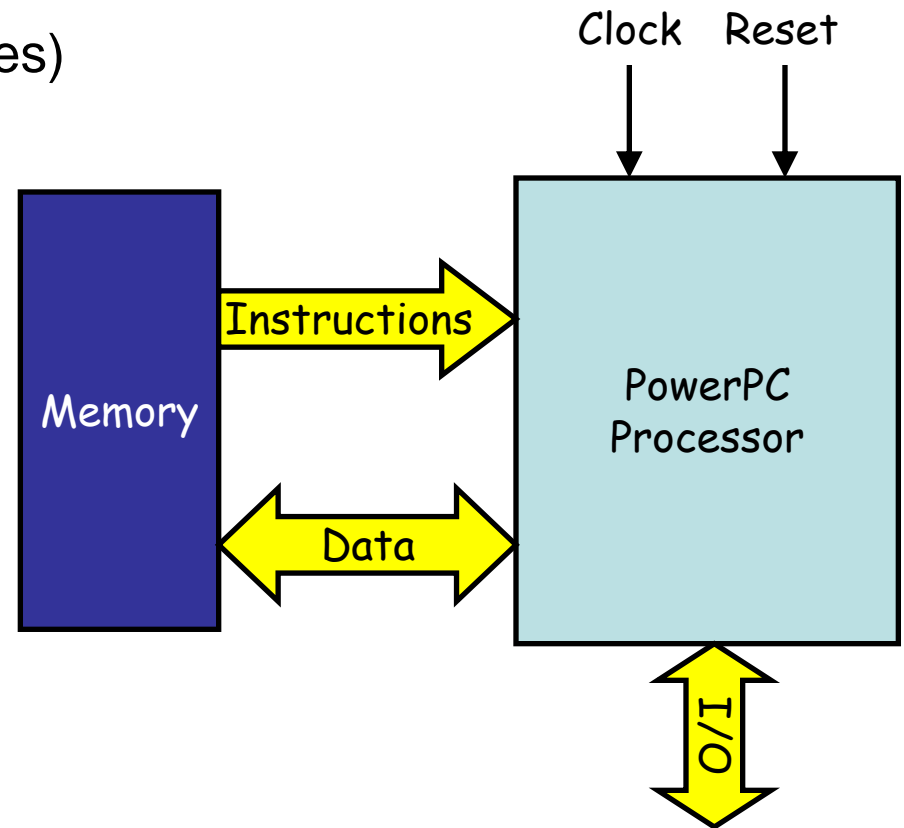 es)
Clock Reset
Instructions
Memory
PowerPC
Processor
Data
I/O